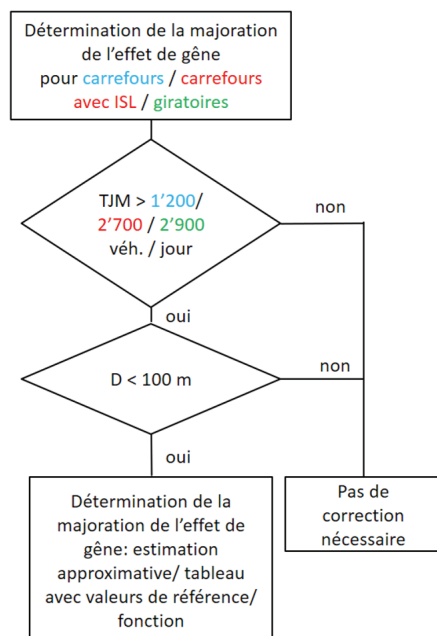 Détermination de la majoration
de l'effet de gêne
pour carrefours / carrefours
avec ISL / giratoires
TJM > 1'200/
2'700 / 2'900
véh. / jour
non
oui
D < 100 m
non
oui
Détermination de la
majoration de l'effet de
gêne: estimation
approximative/ tableau
avec valeurs de référence/
fonction
Pas de
correction
nécessaire